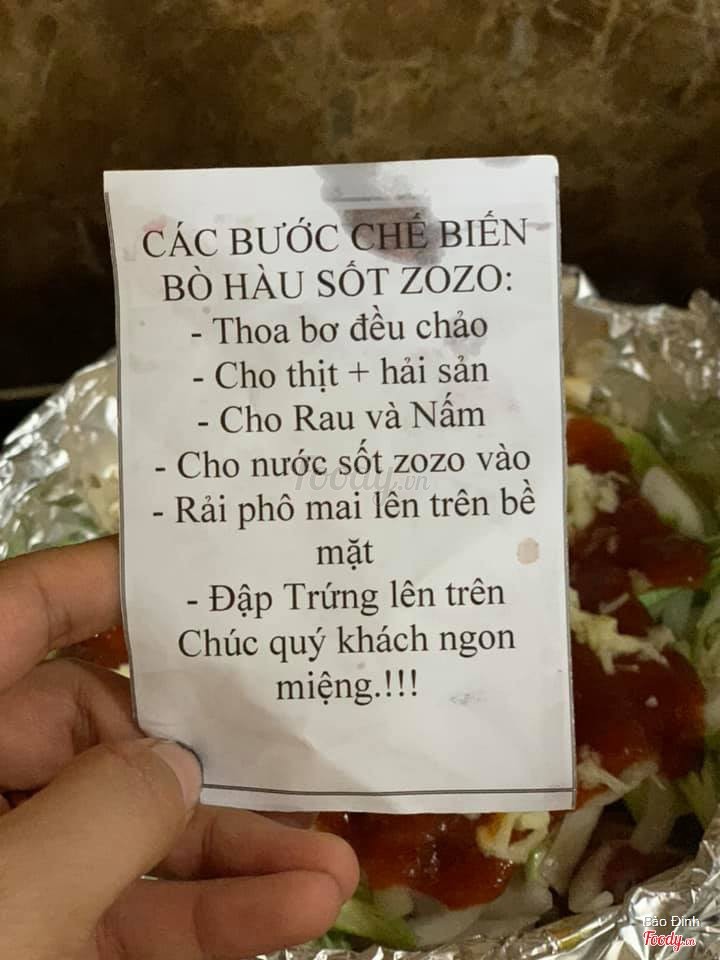 CÁC BƯỚC CHẾ BIẾN
BÒ HÀU SỐT ZOZO:
- Thoa bơ đều chảo
- Cho thịt + hải sản
- Cho Rau và Nấm
- Cho nước sốt zozo vào
foody.vn
- Rải phô mai lên trên bề
mặt
- Đập Trứng lên trên
Chúc quý khách ngon
miệng.!!!
Bảo Đình
Foody.vn